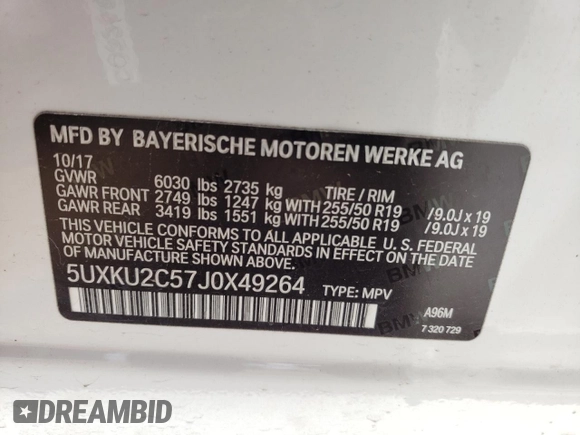 MFD BY BAYERISCHE MOTOREN WERKE AG
10/17
GVWR 6030 lbs 2735 kg TIRE / RIM
GAWR FRONT 2749 lbs 1247 kg WITH 255/50 R19 /9.0J x 19
GAWR REAR 3419 lbs 1551 kg WITH 255/50 R19 /9.0J x 19
THIS VEHICLE CONFORMS TO ALL APPLICABLE U. S. FEDERAL
MOTOR VEHICLE SAFETY STANDARDS IN EFFECT ON THE
DATE OF MANUFACTURE SHOWN ABOVE.
5UXKU2C57J0X49264 TYPE: MPV
A96M
7 320 729
DREAMBID